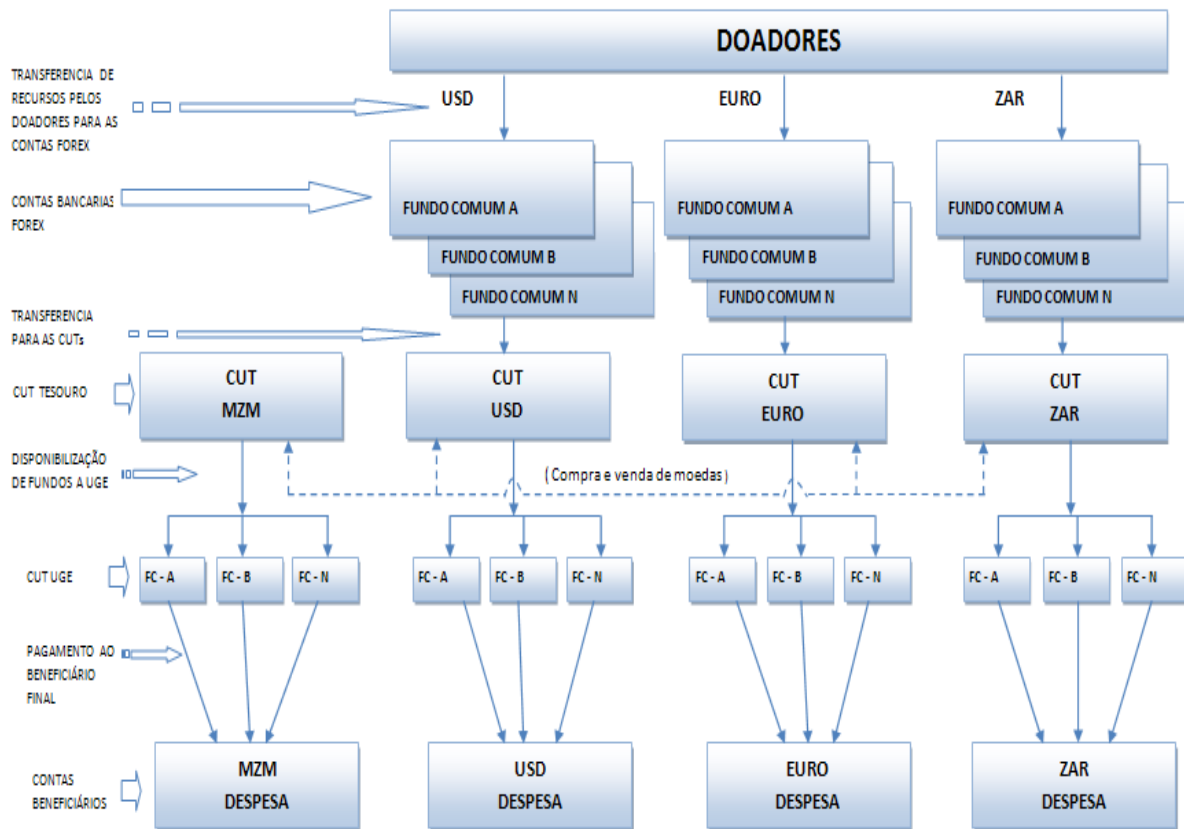 DOADORES
TRANSFERENCIA DE
RECURSOS PELOS
DOADORES PARA AS
CONTAS FOREX
USD
EURO
ZAR
CONTAS BANCARIAS
FOREX
FUNDO COMUM A
FUNDO COMUM B
FUNDO COMUM N
FUNDO COMUM A
FUNDO COMUM B
FUNDO COMUM N
FUNDO COMUM A
FUNDO COMUM B
FUNDO COMUM N
TRANSFERENCIA
PARA AS CUTs
CUT TESOURO
CUT
MZM
CUT
USD
CUT
EURO
CUT
ZAR
DISPONIBILIZAÇÃO
DE FUNDOS A UGE
( Compra e venda de moedas)
CUT UGE
FC - A
FC - B
FC - N
FC - A
FC - B
FC - N
FC - A
FC - B
FC - N
FC - A
FC - B
FC - N
PAGAMENTO AO
BENEFICIÁRIO
FINAL
CONTAS
BENEFICIÁRIOS
MZM
DESPESA
USD
DESPESA
EURO
DESPESA
ZAR
DESPESA